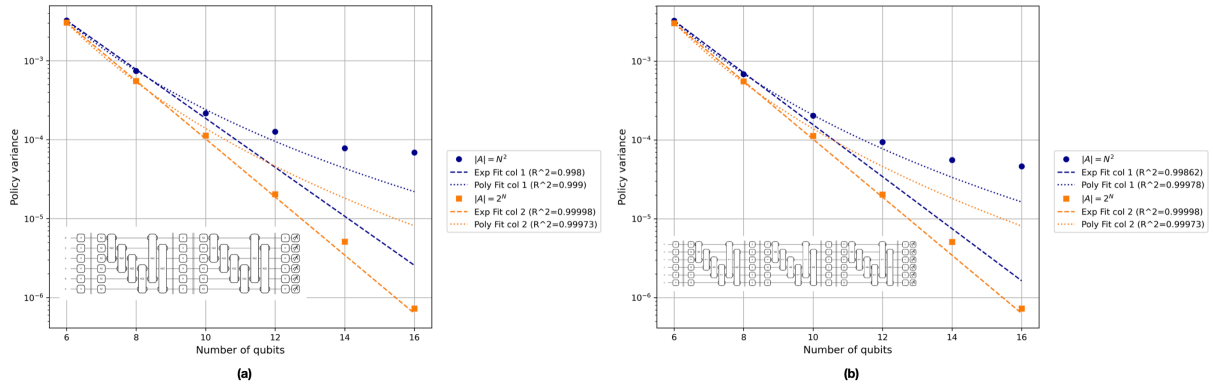 10⁻³
10⁻⁴
10⁻⁵
10⁻⁶
Policy variance
6 8 10 12 14 16
Number of qubits
|A| = N²
Exp Fit col 1 (R^2=0.998)
Poly Fit col 1 (R^2=0.999)
|A| = 2ᴺ
Exp Fit col 2 (R^2=0.99998)
Poly Fit col 2 (R^2=0.99973)
(a)
10⁻³
10⁻⁴
10⁻⁵
10⁻⁶
Policy variance
6 8 10 12 14 16
Number of qubits
|A| = N²
Exp Fit col 1 (R^2=0.99862)
Poly Fit col 1 (R^2=0.99978)
|A| = 2ᴺ
Exp Fit col 2 (R^2=0.99998)
Poly Fit col 2 (R^2=0.99973)
(b)